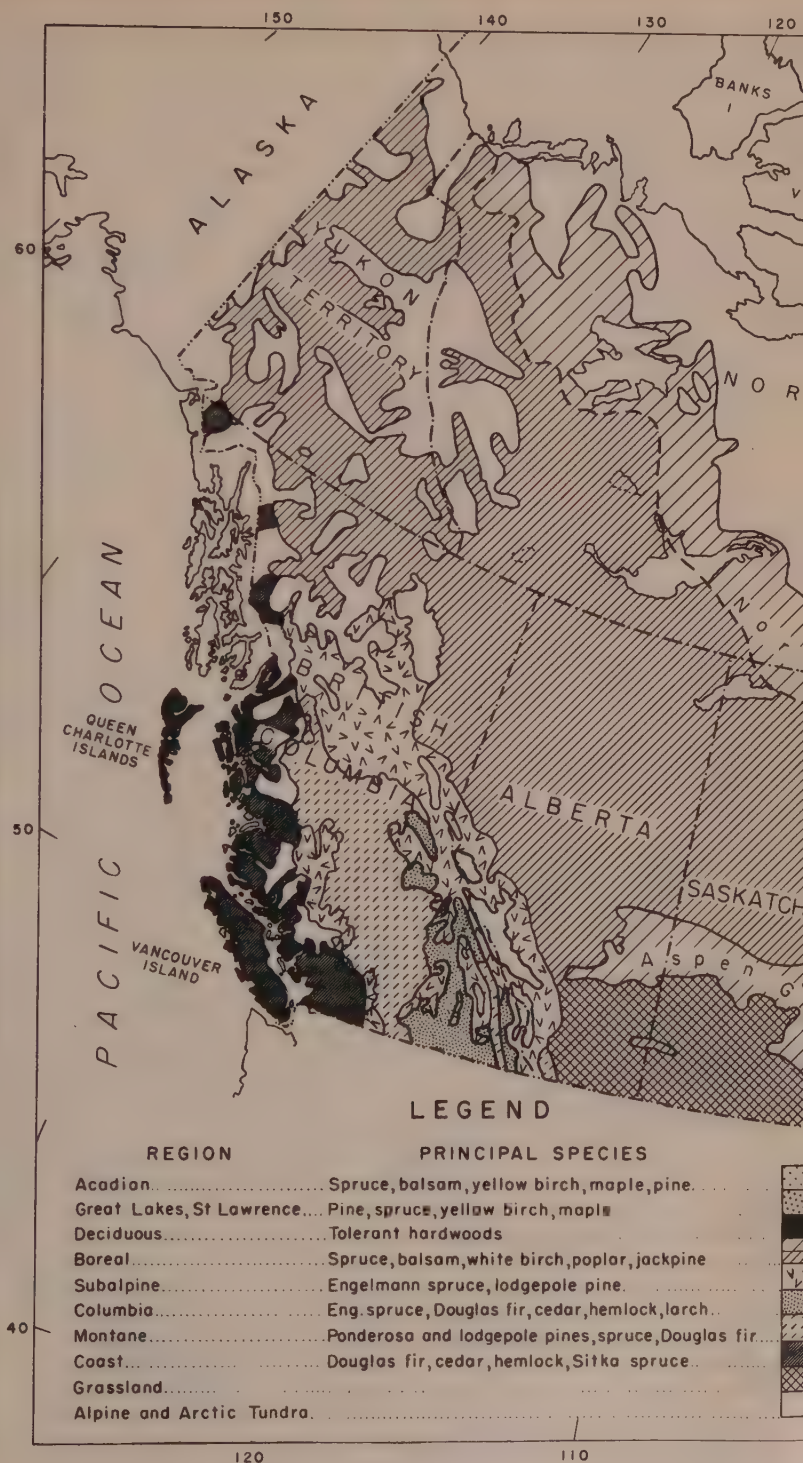 150 140 130 120
BANKS
I
V
ALASKA
60
YUKON
TERRITORY
NOR
Nor
PACIFIC OCEAN
BRITISH
COLUMB
QUEEN
CHARLOTTE
ISLANDS
50
ALBERTA
SASKATCH
Aspen G
VANCOUVER
ISLAND
LEGEND
REGION PRINCIPAL SPECIES
Acadian Spruce, balsam, yellow birch, maple, pine
Great Lakes, St Lawrence Pine, spruce, yellow birch, maple
Deciduous Tolerant hardwoods
Boreal Spruce, balsam, white birch, poplar, jackpine
Subalpine Engelmann spruce, lodgepole pine
Columbia Eng. spruce, Douglas fir, cedar, hemlock, larch
40
Montane Ponderosa and lodgepole pines, spruce, Douglas fir
Coast Douglas fir, cedar, hemlock, Sitka spruce
Grassland
Alpine and Arctic Tundra
120 110